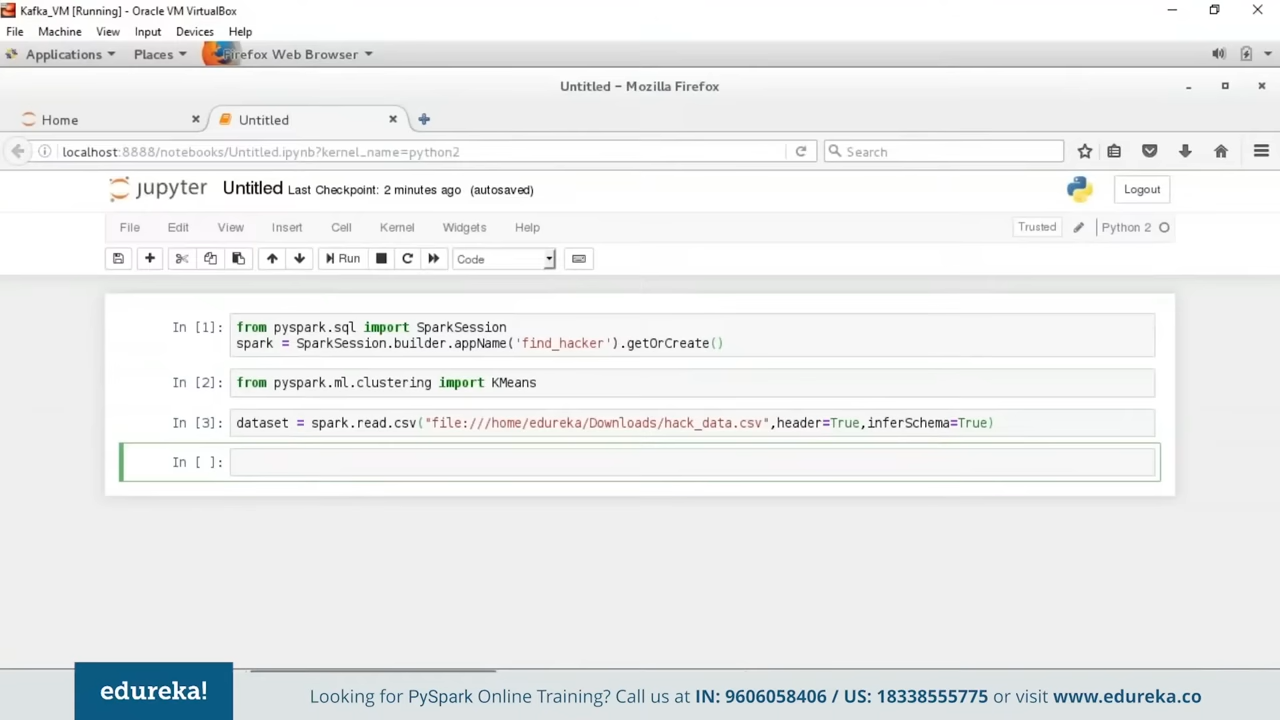 Kafka_VM [Running] - Oracle VM VirtualBox
File Machine View Input Devices Help
Applications Places Firefox Web Browser
Untitled - Mozilla Firefox
Home Untitled
localhost:8888/notebooks/Untitled.ipynb?kernel_name=python2 Search
jupyter Untitled Last Checkpoint: 2 minutes ago (autosaved) Logout
File Edit View Insert Cell Kernel Widgets Help Trusted Python 2
Run Code
In [1]: from pyspark.sql import SparkSession
spark = SparkSession.builder.appName('find_hacker').getOrCreate()
In [2]: from pyspark.ml.clustering import KMeans
In [3]: dataset = spark.read.csv("file:///home/edureka/Downloads/hack_data.csv",header=True,inferSchema=True)
In [ ]:
edureka! Looking for PySpark Online Training? Call us at IN: 9606058406 / US: 18338555775 or visit www.edureka.co